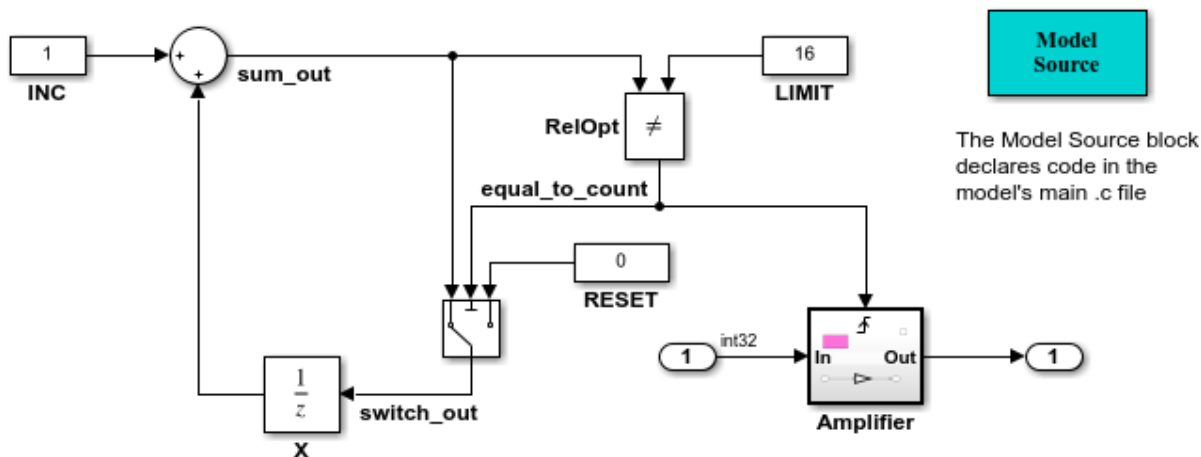 1
INC
+
+
sum_out
16
LIMIT
Model
Source
RelOpt
≠
The Model Source block
declares code in the
model's main .c file
equal_to_count
0
RESET
1
int32
In
Out
1
Amplifier
1
z
X
switch_out